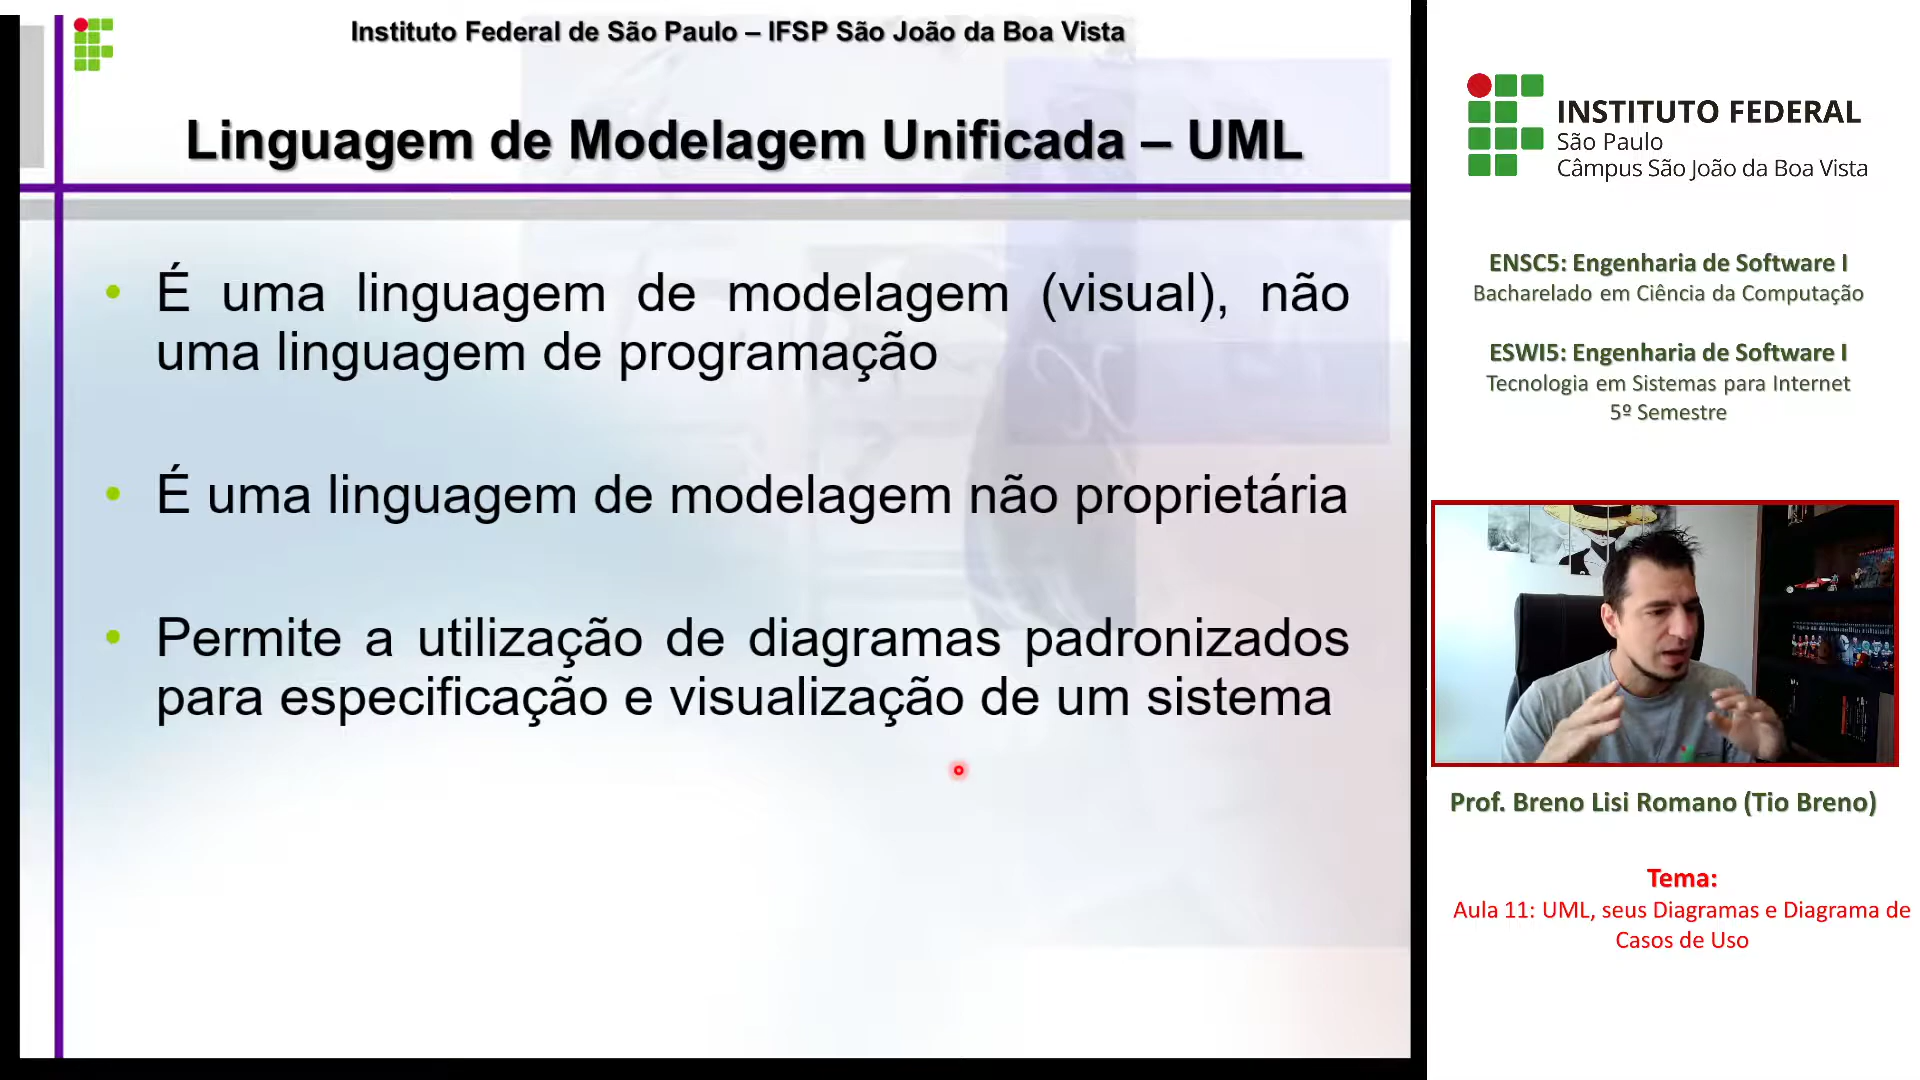 Instituto Federal de São Paulo – IFSP São João da Boa Vista
Linguagem de Modelagem Unificada – UML
• É uma linguagem de modelagem (visual), não
uma linguagem de programação
• É uma linguagem de modelagem não proprietária
• Permite a utilização de diagramas padronizados
para especificação e visualização de um sistema
INSTITUTO FEDERAL
São Paulo
Câmpus São João da Boa Vista
ENSC5: Engenharia de Software I
Bacharelado em Ciência da Computação
ESWI5: Engenharia de Software I
Tecnologia em Sistemas para Internet
5º Semestre
Prof. Breno Lisi Romano (Tio Breno)
Tema:
Aula 11: UML, seus Diagramas e Diagrama de
Casos de Uso